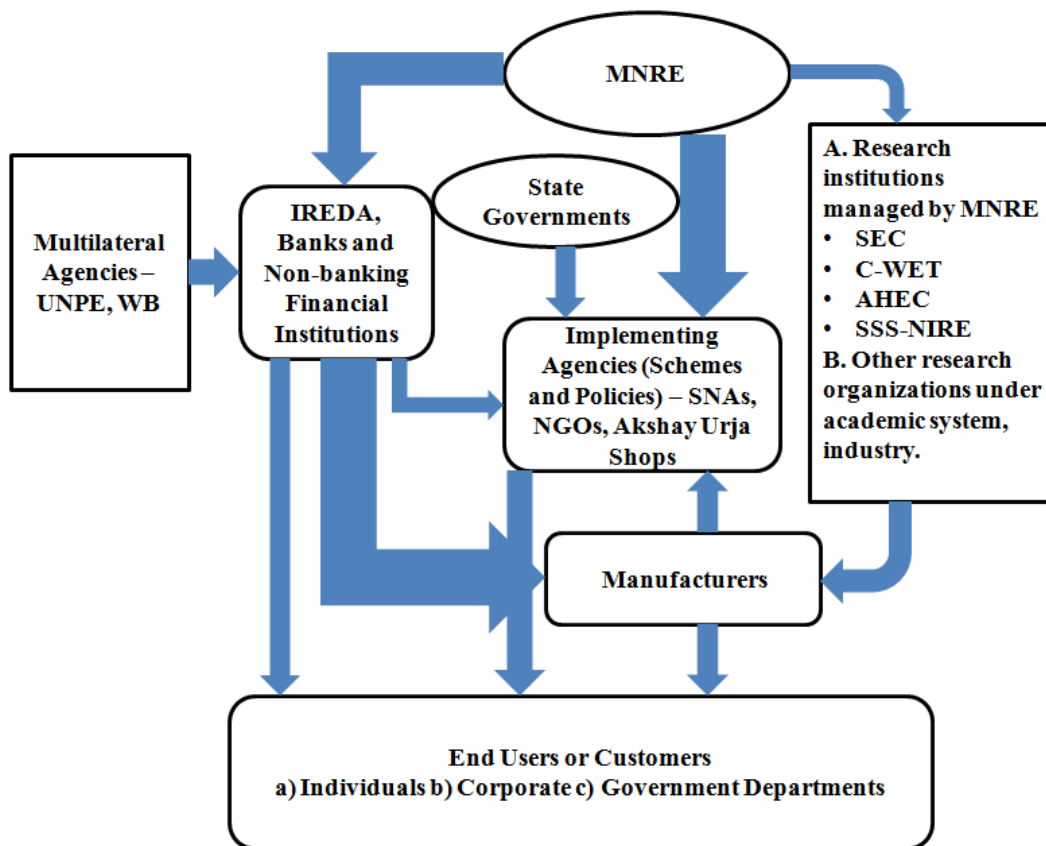 MNRE
State
Governments
Multilateral
Agencies –
UNPE, WB
IREDA,
Banks and
Non-banking
Financial
Institutions
A. Research
institutions
managed by MNRE
• SEC
• C-WET
• AHEC
• SSS-NIRE
B. Other research
organizations under
academic system,
industry.
Implementing
Agencies (Schemes
and Policies) – SNAs,
NGOs, Akshay Urja
Shops
Manufacturers
End Users or Customers
a) Individuals b) Corporate c) Government Departments